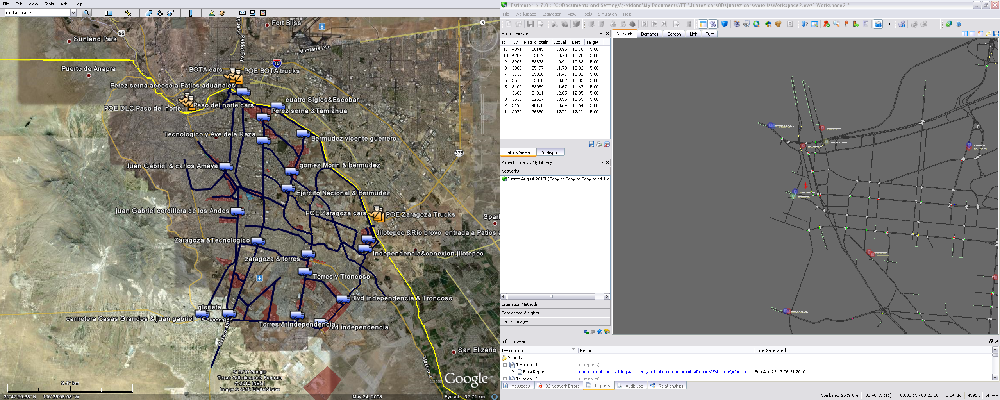 File Edit View Tools Add Help
ciudad juarez
N
Fort Bliss
Dyer S
85
Sunland Park
Patriot Fwy
Montana Ave
10
Puerto de Anapra
BOTA cars
POE BOTA trucks
Perez serna acceso a Patios aduanales
cuatro Siglos&Escobar
POE DLC Paso del norte
Paso del norte cars
Perez serna &Tamiahua
Tecnologico y Ave dela Raza
Bermudez vicente guerrero
375
Juan Gabriel & carlos Amaya
gomez Morin & bermudez
Ejercito Nacional & Bermudez
juan Gabriel cordillera de los Andes
POE Zaragoza cars
POE Zaragoza Trucks
Spark
Jilotepec &Rio brovo entrada a Patios a
Zaragoza &Tecnologico
Independencia&conexion jilotepec
zaragoza & torres
Torres y Troncoso
Blvd independencia & Troncoso
glorieta
carrretera Casas Grandes & juan gabriel
A.Ascensión
Torres & Independencia
independencia
Mexico 45
San Elizario
Mexico 2
© 2010 Google
Texas Orthoimagery Program
© 2010 INEGI
Image © 2010 DigitalGlobe
©2008 Google
9.47 km
31°47'50.38" N 106°29'58.08" W
May 24, 2008
Eye alt 32.71 km
Estimator 6.7.0 : [C:\Documents and Settings\j-vidana\My Documents\TTI\Juarez carsOD\juarez carswotolls\Workspace2.ews] Workspace2 *
File Workspace Estimation View Tools Simulation Help
Metrics Viewer
Itr NV Matrix Totals Actual Best Target
11 4391 56145 10.95 10.78 5.00
10 4202 55109 10.78 10.78 5.00
9 3903 53628 10.91 10.82 5.00
8 3863 55497 11.78 10.82 5.00
7 3735 55886 11.47 10.82 5.00
6 3516 53830 10.82 10.82 5.00
5 3407 53089 11.67 11.67 5.00
4 3665 54011 12.85 12.85 5.00
3 3618 52667 13.55 13.55 5.00
2 3195 48178 13.64 13.64 5.00
1 2070 36680 17.72 17.72 5.00
Metrics Viewer Workspace
Project Library : My Library
Networks
Juarez August 2010t (Copy of Copy of Copy of cd Juar
Estimation Methods
Confidence Weights
Marker Images
Network Demands Cordon Link Turn
Info Browser
Description Report Time Generated
Reports
Iteration 11 (1 reports)
Flow Report c:\documents and settings\all users\application data\paramics\Reports\Estimator\Workspa... Sun Aug 22 17:06:21 2010
Iteration 10 (1 reports)
Messages 36 Network Errors Reports Audit Log Relationships
Combined 25% 0% 03:40:15 (11) 00:00:15 / 00:20:00 2.24 xRT 4391 V DF + P